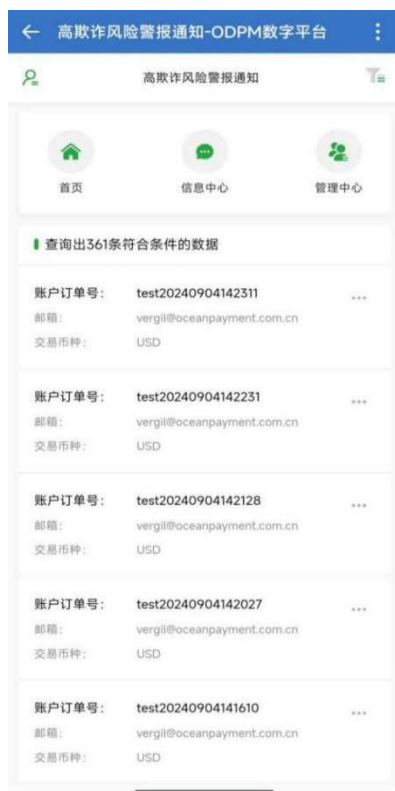 高欺诈风险警报通知-ODPM数字平台
高欺诈风险警报通知
首页 信息中心 管理中心
查询出361条符合条件的数据
账户订单号: test20240904142311
邮箱: vergil@oceanpayment.com.cn
交易币种: USD
账户订单号: test20240904142231
邮箱: vergil@oceanpayment.com.cn
交易币种: USD
账户订单号: test20240904142128
邮箱: vergil@oceanpayment.com.cn
交易币种: USD
账户订单号: test20240904142027
邮箱: vergil@oceanpayment.com.cn
交易币种: USD
账户订单号: test20240904141610
邮箱: vergil@oceanpayment.com.cn
交易币种: USD